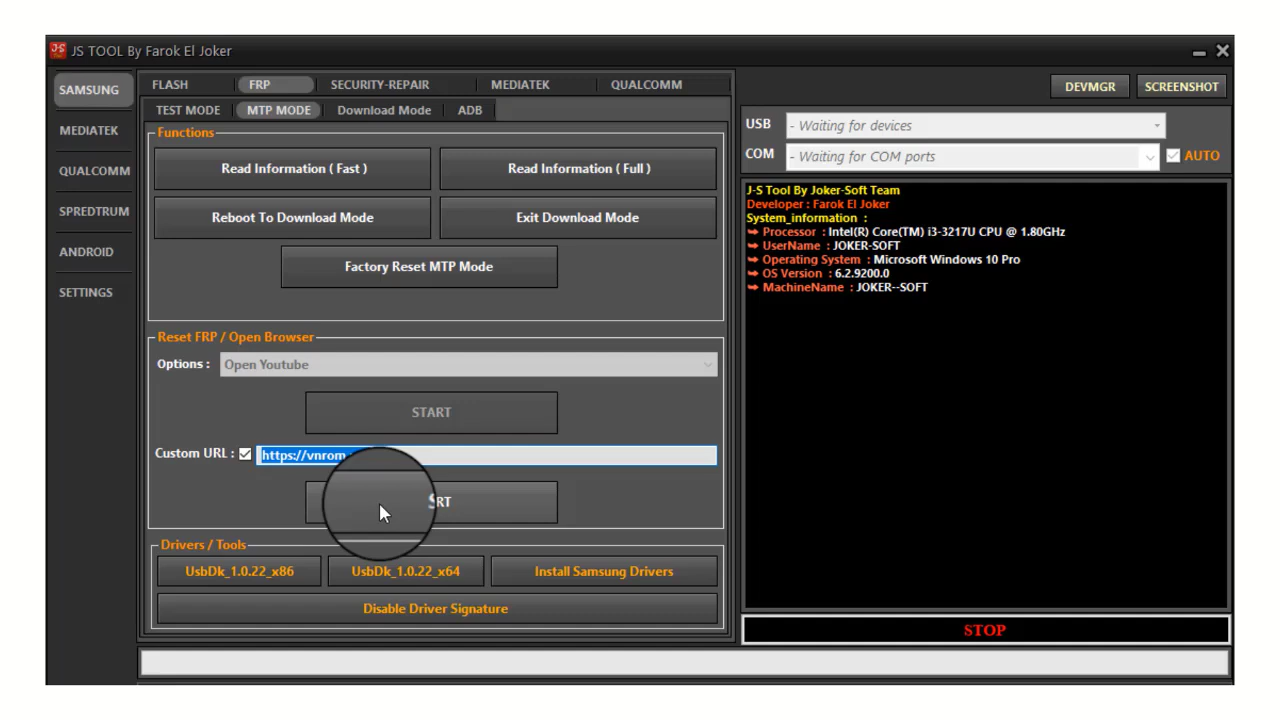 JS TOOL By Farok El Joker
SAMSUNG
MEDIATEK
QUALCOMM
SPREDTRUM
ANDROID
SETTINGS
FLASH FRP SECURITY-REPAIR MEDIATEK QUALCOMM
TEST MODE MTP MODE Download Mode ADB
Functions
Read Information ( Fast ) Read Information ( Full )
Reboot To Download Mode Exit Download Mode
Factory Reset MTP Mode
Reset FRP / Open Browser
Options : Open Youtube
START
Custom URL : https://vnrom
RT
Drivers / Tools
UsbDk_1.0.22_x86 UsbDk_1.0.22_x64 Install Samsung Drivers
Disable Driver Signature
DEVMGR SCREENSHOT
USB - Waiting for devices
COM - Waiting for COM ports AUTO
J-S Tool By Joker-Soft Team
Developer : Farok El Joker
System_information :
Processor : Intel(R) Core(TM) i3-3217U CPU @ 1.80GHz
UserName : JOKER-SOFT
Operating System : Microsoft Windows 10 Pro
OS Version : 6.2.9200.0
MachineName : JOKER--SOFT
STOP